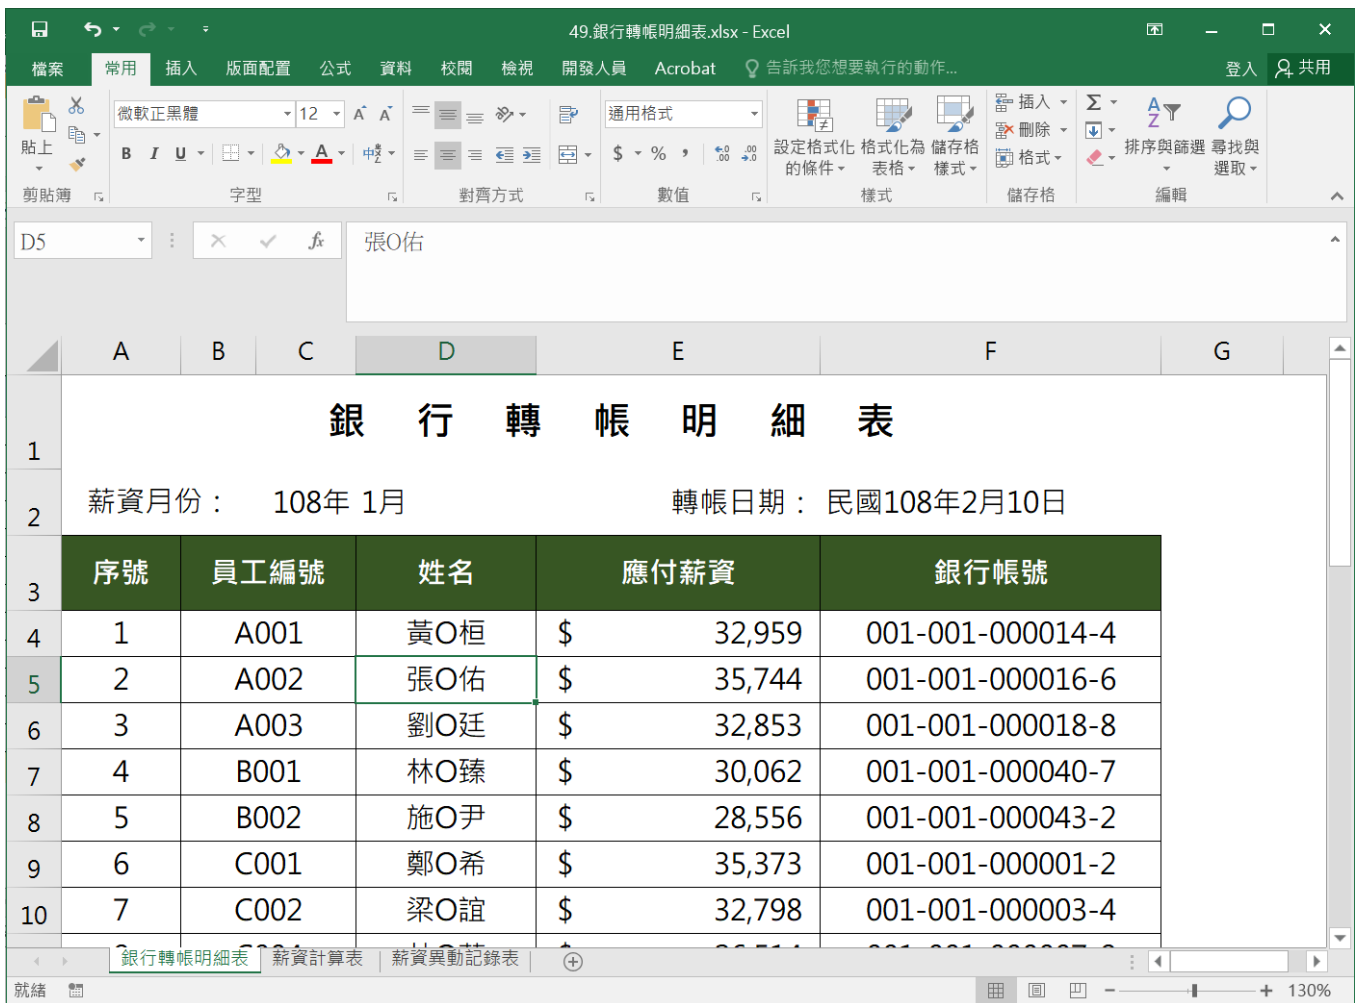 49.銀行轉帳明細表.xlsx - Excel
檔案 常用 插入 版面配置 公式 資料 校閱 檢視 開發人員 Acrobat 告訴我您想要執行的動作... 登入 共用
貼上
微軟正黑體 12
B I U A 中
通用格式
$ % ,
設定格式化的條件
格式化為表格
儲存格樣式
插入
刪除
格式
Σ
排序與篩選
尋找與選取
剪貼簿 字型 對齊方式 數值 樣式 儲存格 編輯
D5 fx 張O佑
A B C D E F G
1 銀行轉帳明細表
2 薪資月份： 108年 1月 轉帳日期： 民國108年2月10日
3 序號 員工編號 姓名 應付薪資 銀行帳號
4 1 A001 黃O桓 $ 32,959 001-001-000014-4
5 2 A002 張O佑 $ 35,744 001-001-000016-6
6 3 A003 劉O廷 $ 32,853 001-001-000018-8
7 4 B001 林O臻 $ 30,062 001-001-000040-7
8 5 B002 施O尹 $ 28,556 001-001-000043-2
9 6 C001 鄭O希 $ 35,373 001-001-000001-2
10 7 C002 梁O誼 $ 32,798 001-001-000003-4
銀行轉帳明細表 薪資計算表 薪資異動記錄表
就緒 130%